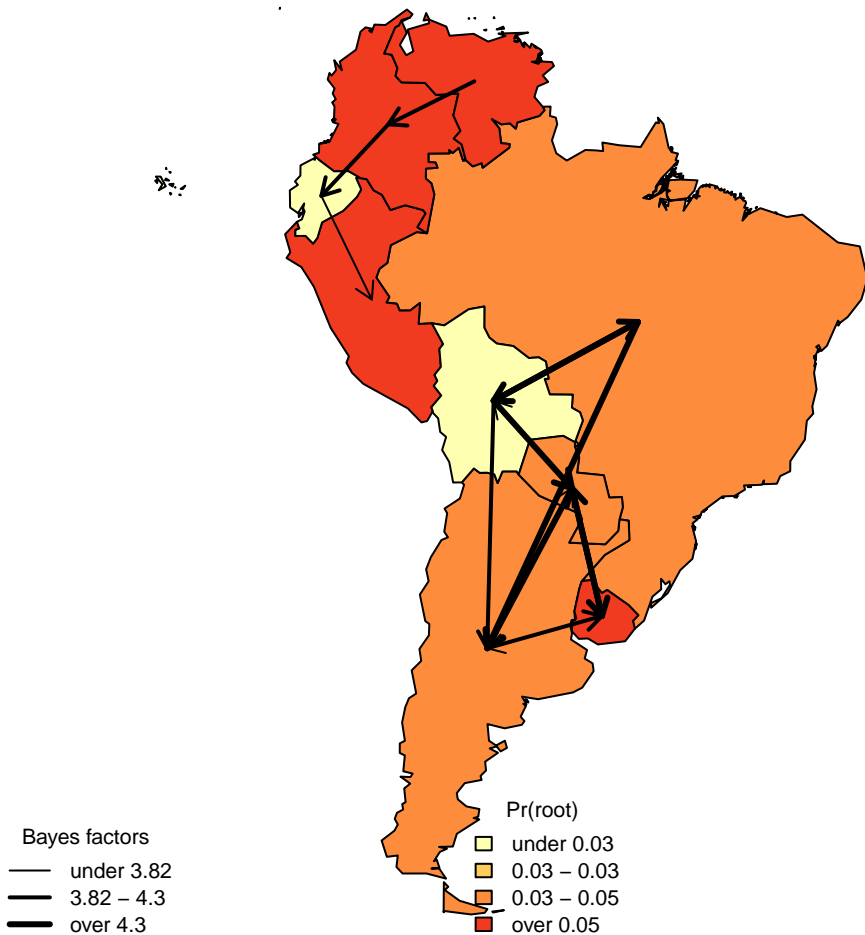 Bayes factors
under 3.82
3.82 − 4.3
over 4.3
Pr(root)
under 0.03
0.03 − 0.03
0.03 − 0.05
over 0.05